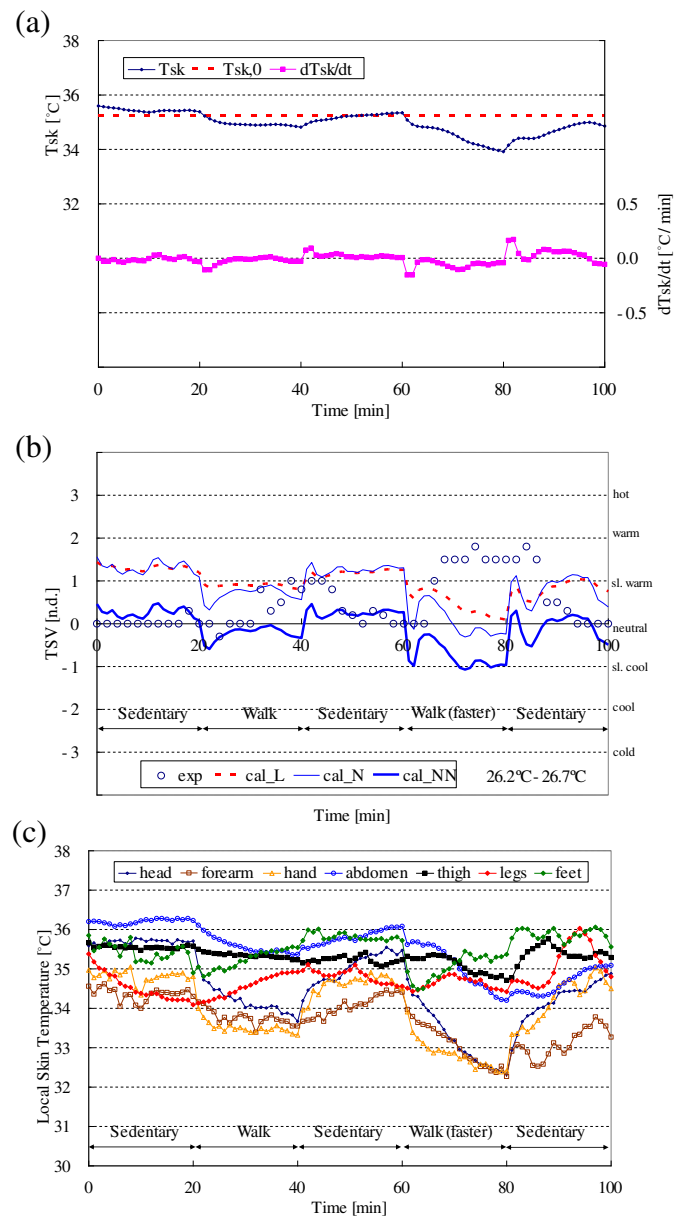 (a)
38
Tsk Tsk,0 dTsk/dt
36
Tsk [°C]
34
32
0.5
0.0
- 0.5
dTsk/dt [°C/ min]
0 20 40 60 80 100
Time [min]
(b)
3 hot
2 warm
1 sl. warm
TSV [n.d.]
0 neutral
0 20 40 60 80 100
- 1 sl. cool
- 2 cool
Sedentary Walk Sedentary Walk (faster) Sedentary
- 3 cold
exp cal_L cal_N cal_NN 26.2°C - 26.7°C
Time [min]
(c)
38
head forearm hand abdomen thigh legs feet
37
36
35
34
33
32
31
30
Local Skin Temperature [°C]
Sedentary Walk Sedentary Walk (faster) Sedentary
0 20 40 60 80 100
Time [min]